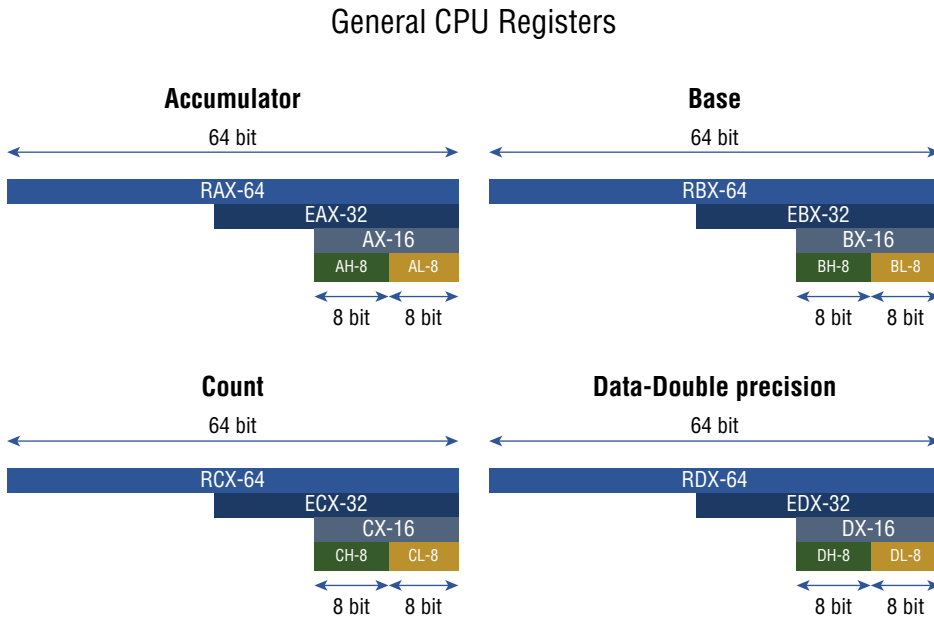 General CPU Registers
Accumulator
64 bit
RAX-64
EAX-32
AX-16
AH-8 AL-8
8 bit 8 bit
Base
64 bit
RBX-64
EBX-32
BX-16
BH-8 BL-8
8 bit 8 bit
Count
64 bit
RCX-64
ECX-32
CX-16
CH-8 CL-8
8 bit 8 bit
Data-Double precision
64 bit
RDX-64
EDX-32
DX-16
DH-8 DL-8
8 bit 8 bit